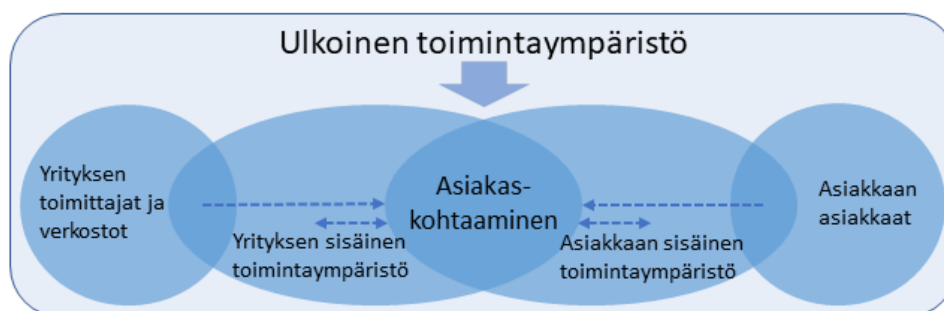 Ulkoinen toimintaympäristö
Yrityksen
toimittajat ja
verkostot
Yrityksen sisäinen
toimintaympäristö
Asiakas-
kohtaaminen
Asiakkaan sisäinen
toimintaympäristö
Asiakkaan
asiakkaat